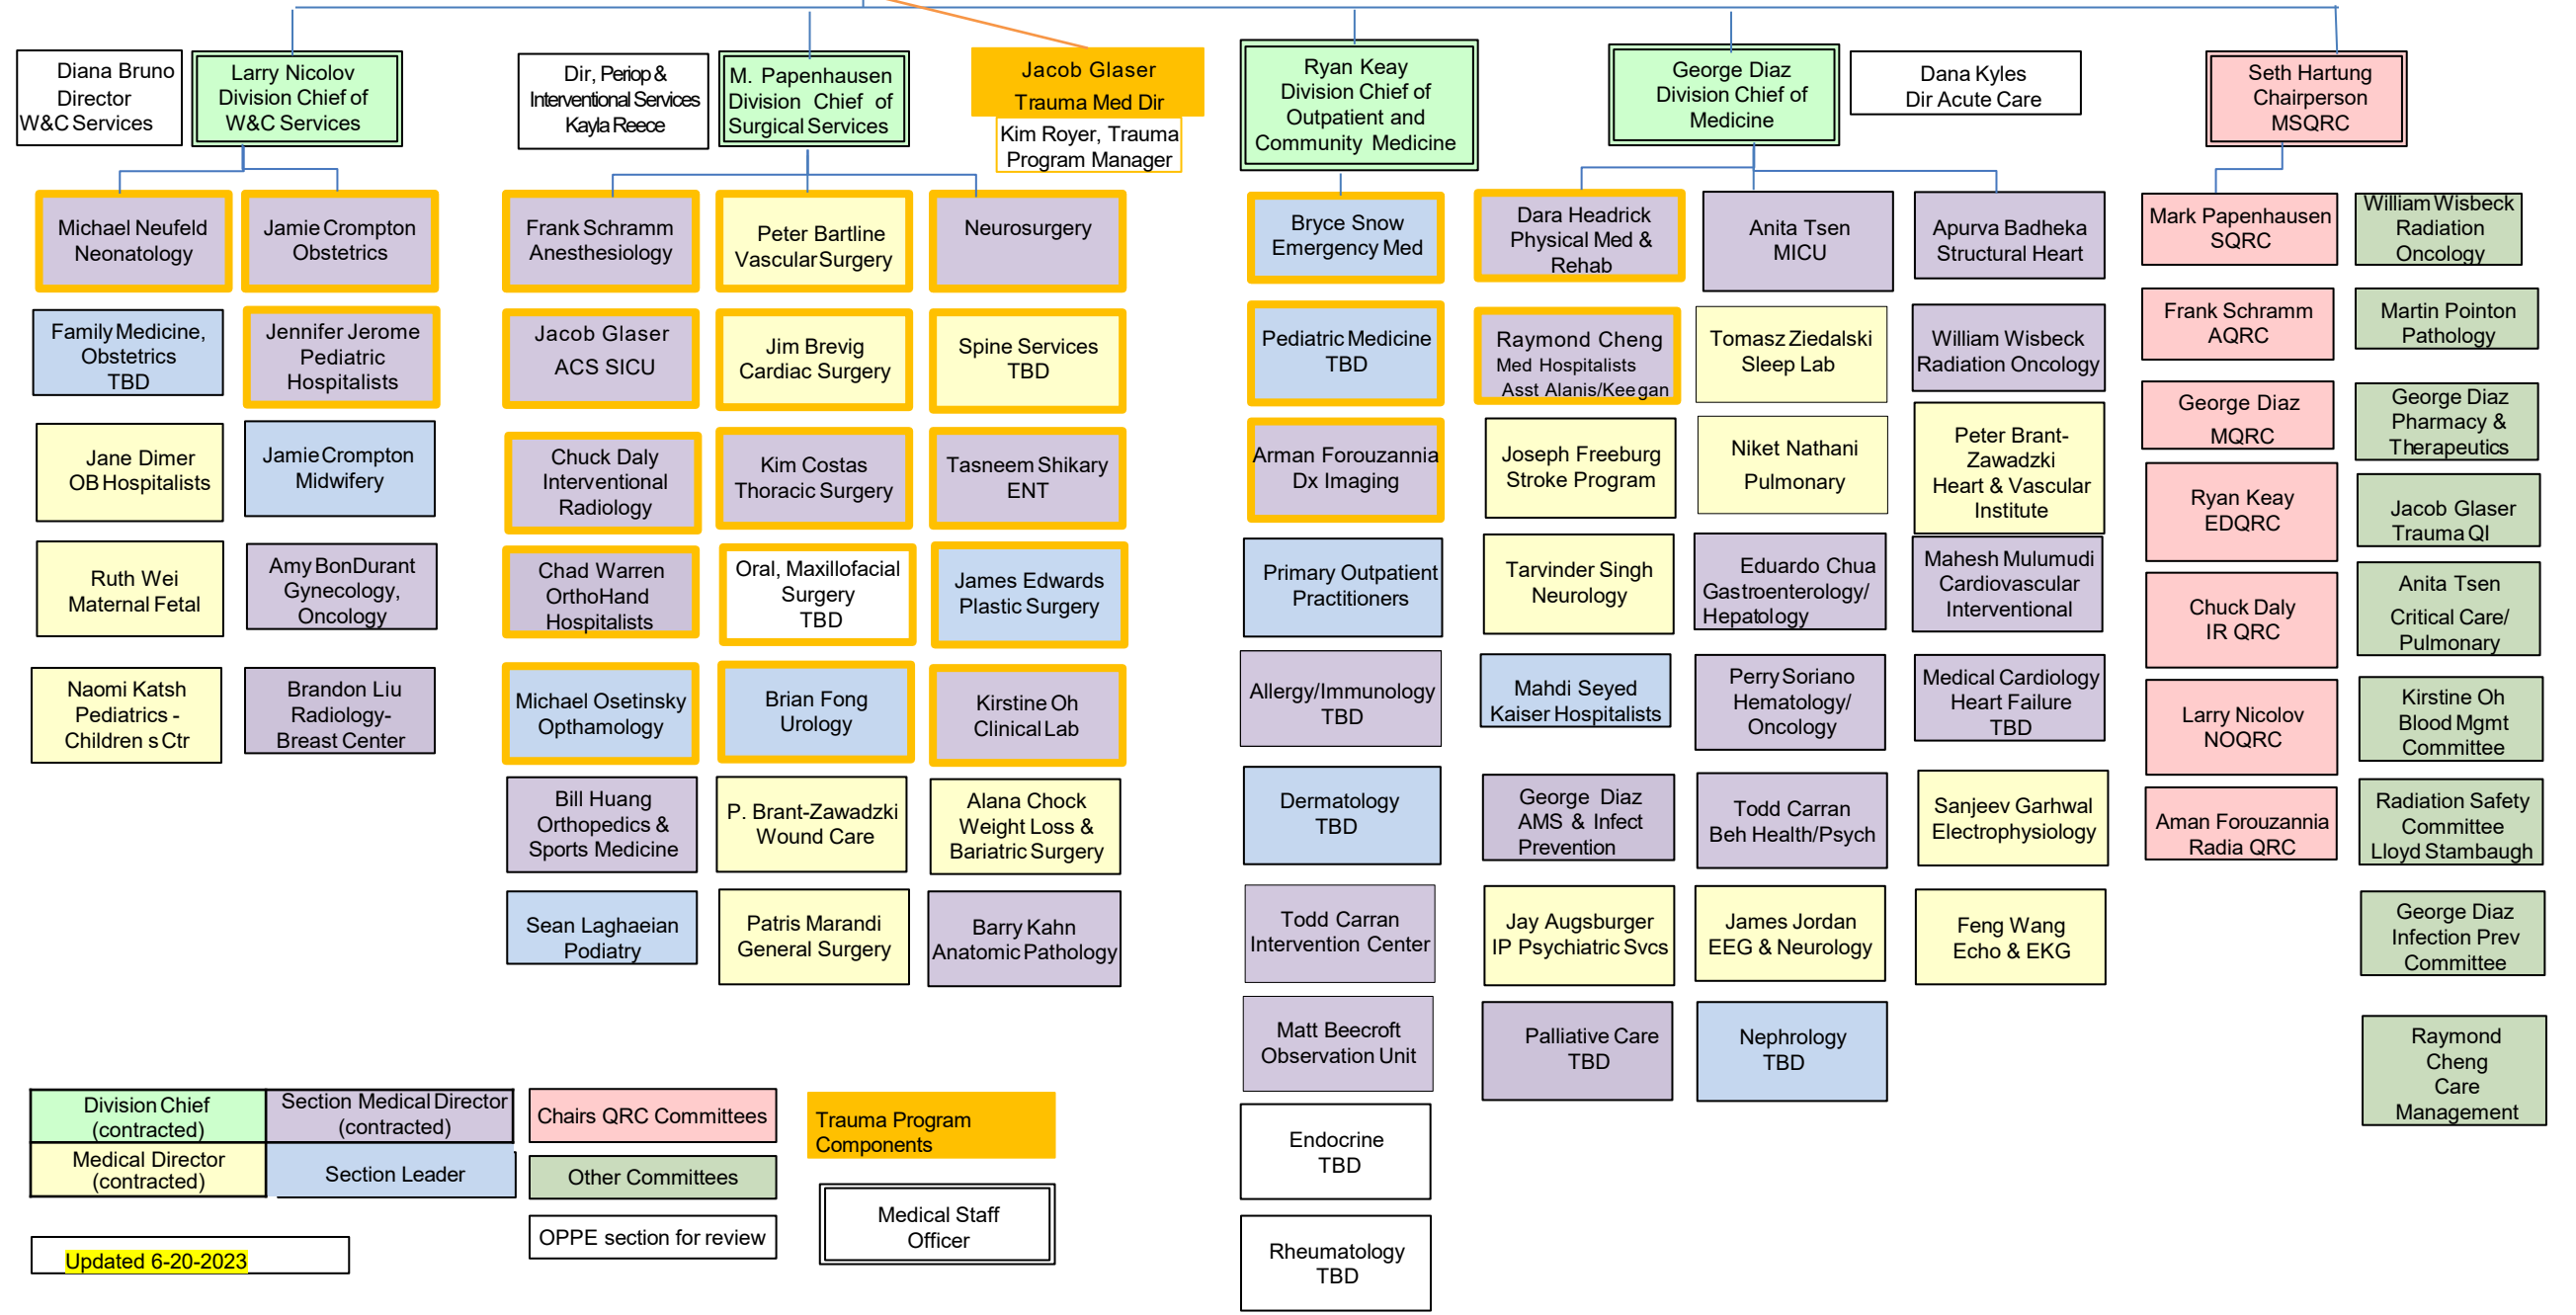 Diana Bruno
Director
W&C Services
Larry Nicolov
Division Chief of
W&C Services
Dir, Periop &
Interventional Services
Kayla Reece
M. Papenhausen
Division Chief of
Surgical Services
Jacob Glaser
Trauma Med Dir
Kim Royer, Trauma
Program Manager
Ryan Keay
Division Chief of
Outpatient and
Community Medicine
George Diaz
Division Chief of
Medicine
Dana Kyles
Dir Acute Care
Seth Hartung
Chairperson
MSQRC
Michael Neufeld
Neonatology
Family Medicine,
Obstetrics
TBD
Jane Dimer
OB Hospitalists
Ruth Wei
Maternal Fetal
Naomi Katsh
Pediatrics -
Children s Ctr
Jamie Crompton
Obstetrics
Jennifer Jerome
Pediatric
Hospitalists
Jamie Crompton
Midwifery
Amy BonDurant
Gynecology,
Oncology
Brandon Liu
Radiology-
Breast Center
Frank Schramm
Anesthesiology
Jacob Glaser
ACS SICU
Chuck Daly
Interventional
Radiology
Chad Warren
OrthoHand
Hospitalists
Michael Osetinsky
Opthamology
Bill Huang
Orthopedics &
Sports Medicine
Sean Laghaeian
Podiatry
Peter Bartline
Vascular Surgery
Jim Brevig
Cardiac Surgery
Kim Costas
Thoracic Surgery
Oral, Maxillofacial
Surgery
TBD
Brian Fong
Urology
P. Brant-Zawadzki
Wound Care
Patris Marandi
General Surgery
Neurosurgery
Spine Services
TBD
Tasneem Shikary
ENT
James Edwards
Plastic Surgery
Kirstine Oh
Clinical Lab
Alana Chock
Weight Loss &
Bariatric Surgery
Barry Kahn
Anatomic Pathology
Bryce Snow
Emergency Med
Pediatric Medicine
TBD
Arman Forouzannia
Dx Imaging
Primary Outpatient
Practitioners
Allergy/Immunology
TBD
Dermatology
TBD
Todd Carran
Intervention Center
Matt Beecroft
Observation Unit
Endocrine
TBD
Rheumatology
TBD
Dara Headrick
Physical Med &
Rehab
Raymond Cheng
Med Hospitalists
Asst Alanis/Keegan
Joseph Freeburg
Stroke Program
Tarvinder Singh
Neurology
Mahdi Seyed
Kaiser Hospitalists
George Diaz
AMS & Infect
Prevention
Jay Augsburger
IP Psychiatric Svcs
Palliative Care
TBD
Anita Tsen
MICU
Tomasz Ziedalski
Sleep Lab
Niket Nathani
Pulmonary
Eduardo Chua
Gastroenterology/
Hepatology
Perry Soriano
Hematology/
Oncology
Todd Carran
Beh Health/Psych
James Jordan
EEG & Neurology
Nephrology
TBD
Apurva Badheka
Structural Heart
William Wisbeck
Radiation Oncology
Peter Brant-
Zawadzki
Heart & Vascular
Institute
Mahesh Mulumudi
Cardiovascular
Interventional
Medical Cardiology
Heart Failure
TBD
Sanjeev Garhwal
Electrophysiology
Feng Wang
Echo & EKG
Mark Papenhausen
SQRC
Frank Schramm
AQRC
George Diaz
MQRC
Ryan Keay
EDQRC
Chuck Daly
IR QRC
Larry Nicolov
NOQRC
Aman Forouzannia
Radia QRC
William Wisbeck
Radiation
Oncology
Martin Pointon
Pathology
George Diaz
Pharmacy &
Therapeutics
Jacob Glaser
Trauma QI
Anita Tsen
Critical Care/
Pulmonary
Kirstine Oh
Blood Mgmt
Committee
Radiation Safety
Committee
Lloyd Stambaugh
George Diaz
Infection Prev
Committee
Raymond
Cheng
Care
Management
Division Chief
(contracted)
Section Medical Director
(contracted)
Medical Director
(contracted)
Section Leader
Chairs QRC Committees
Other Committees
OPPE section for review
Trauma Program
Components
Medical Staff
Officer
Updated 6-20-2023